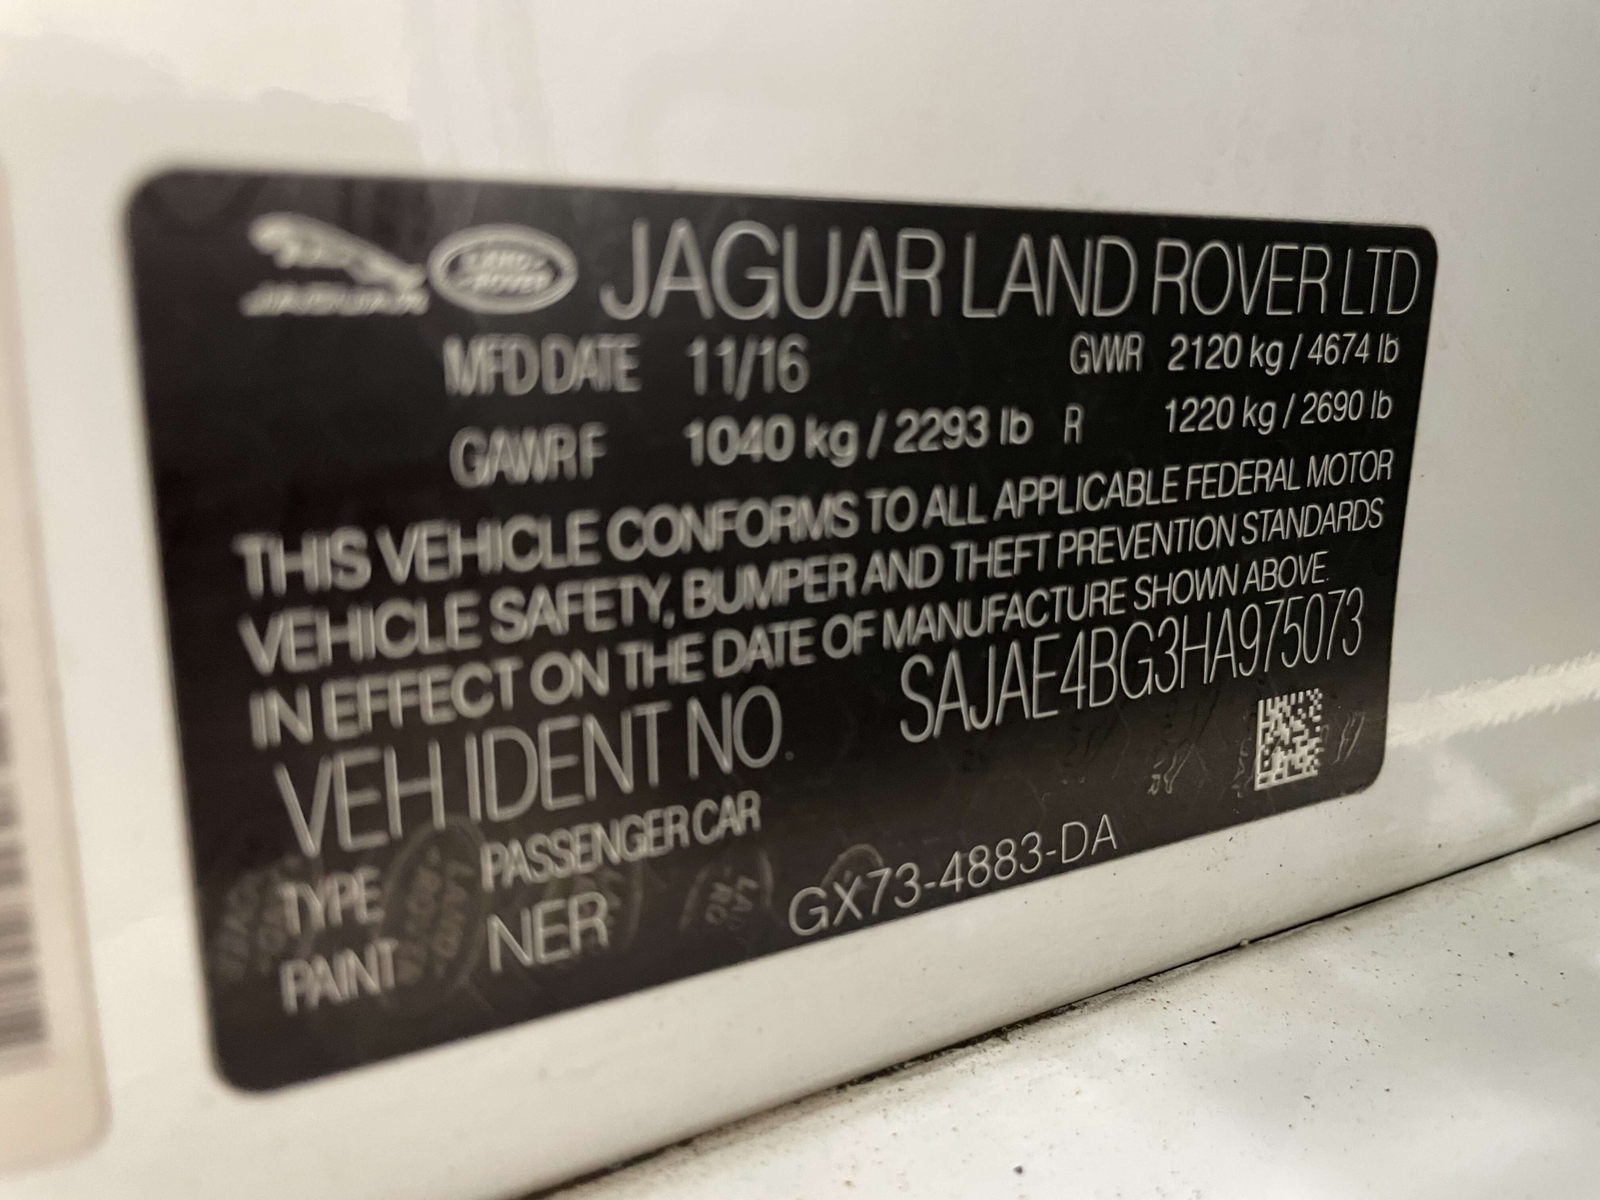 JAGUAR LAND ROVER JAGUAR LAND ROVER LTD
MFD DATE 11/16 GVWR 2120 kg / 4674 lb
GAWR F 1040 kg / 2293 lb R 1220 kg / 2690 lb
THIS VEHICLE CONFORMS TO ALL APPLICABLE FEDERAL MOTOR
VEHICLE SAFETY, BUMPER AND THEFT PREVENTION STANDARDS
IN EFFECT ON THE DATE OF MANUFACTURE SHOWN ABOVE.
VEH IDENT NO. SAJAE4BG3HA975073
TYPE PASSENGER CAR
PAINT NER GX73-4883-DA